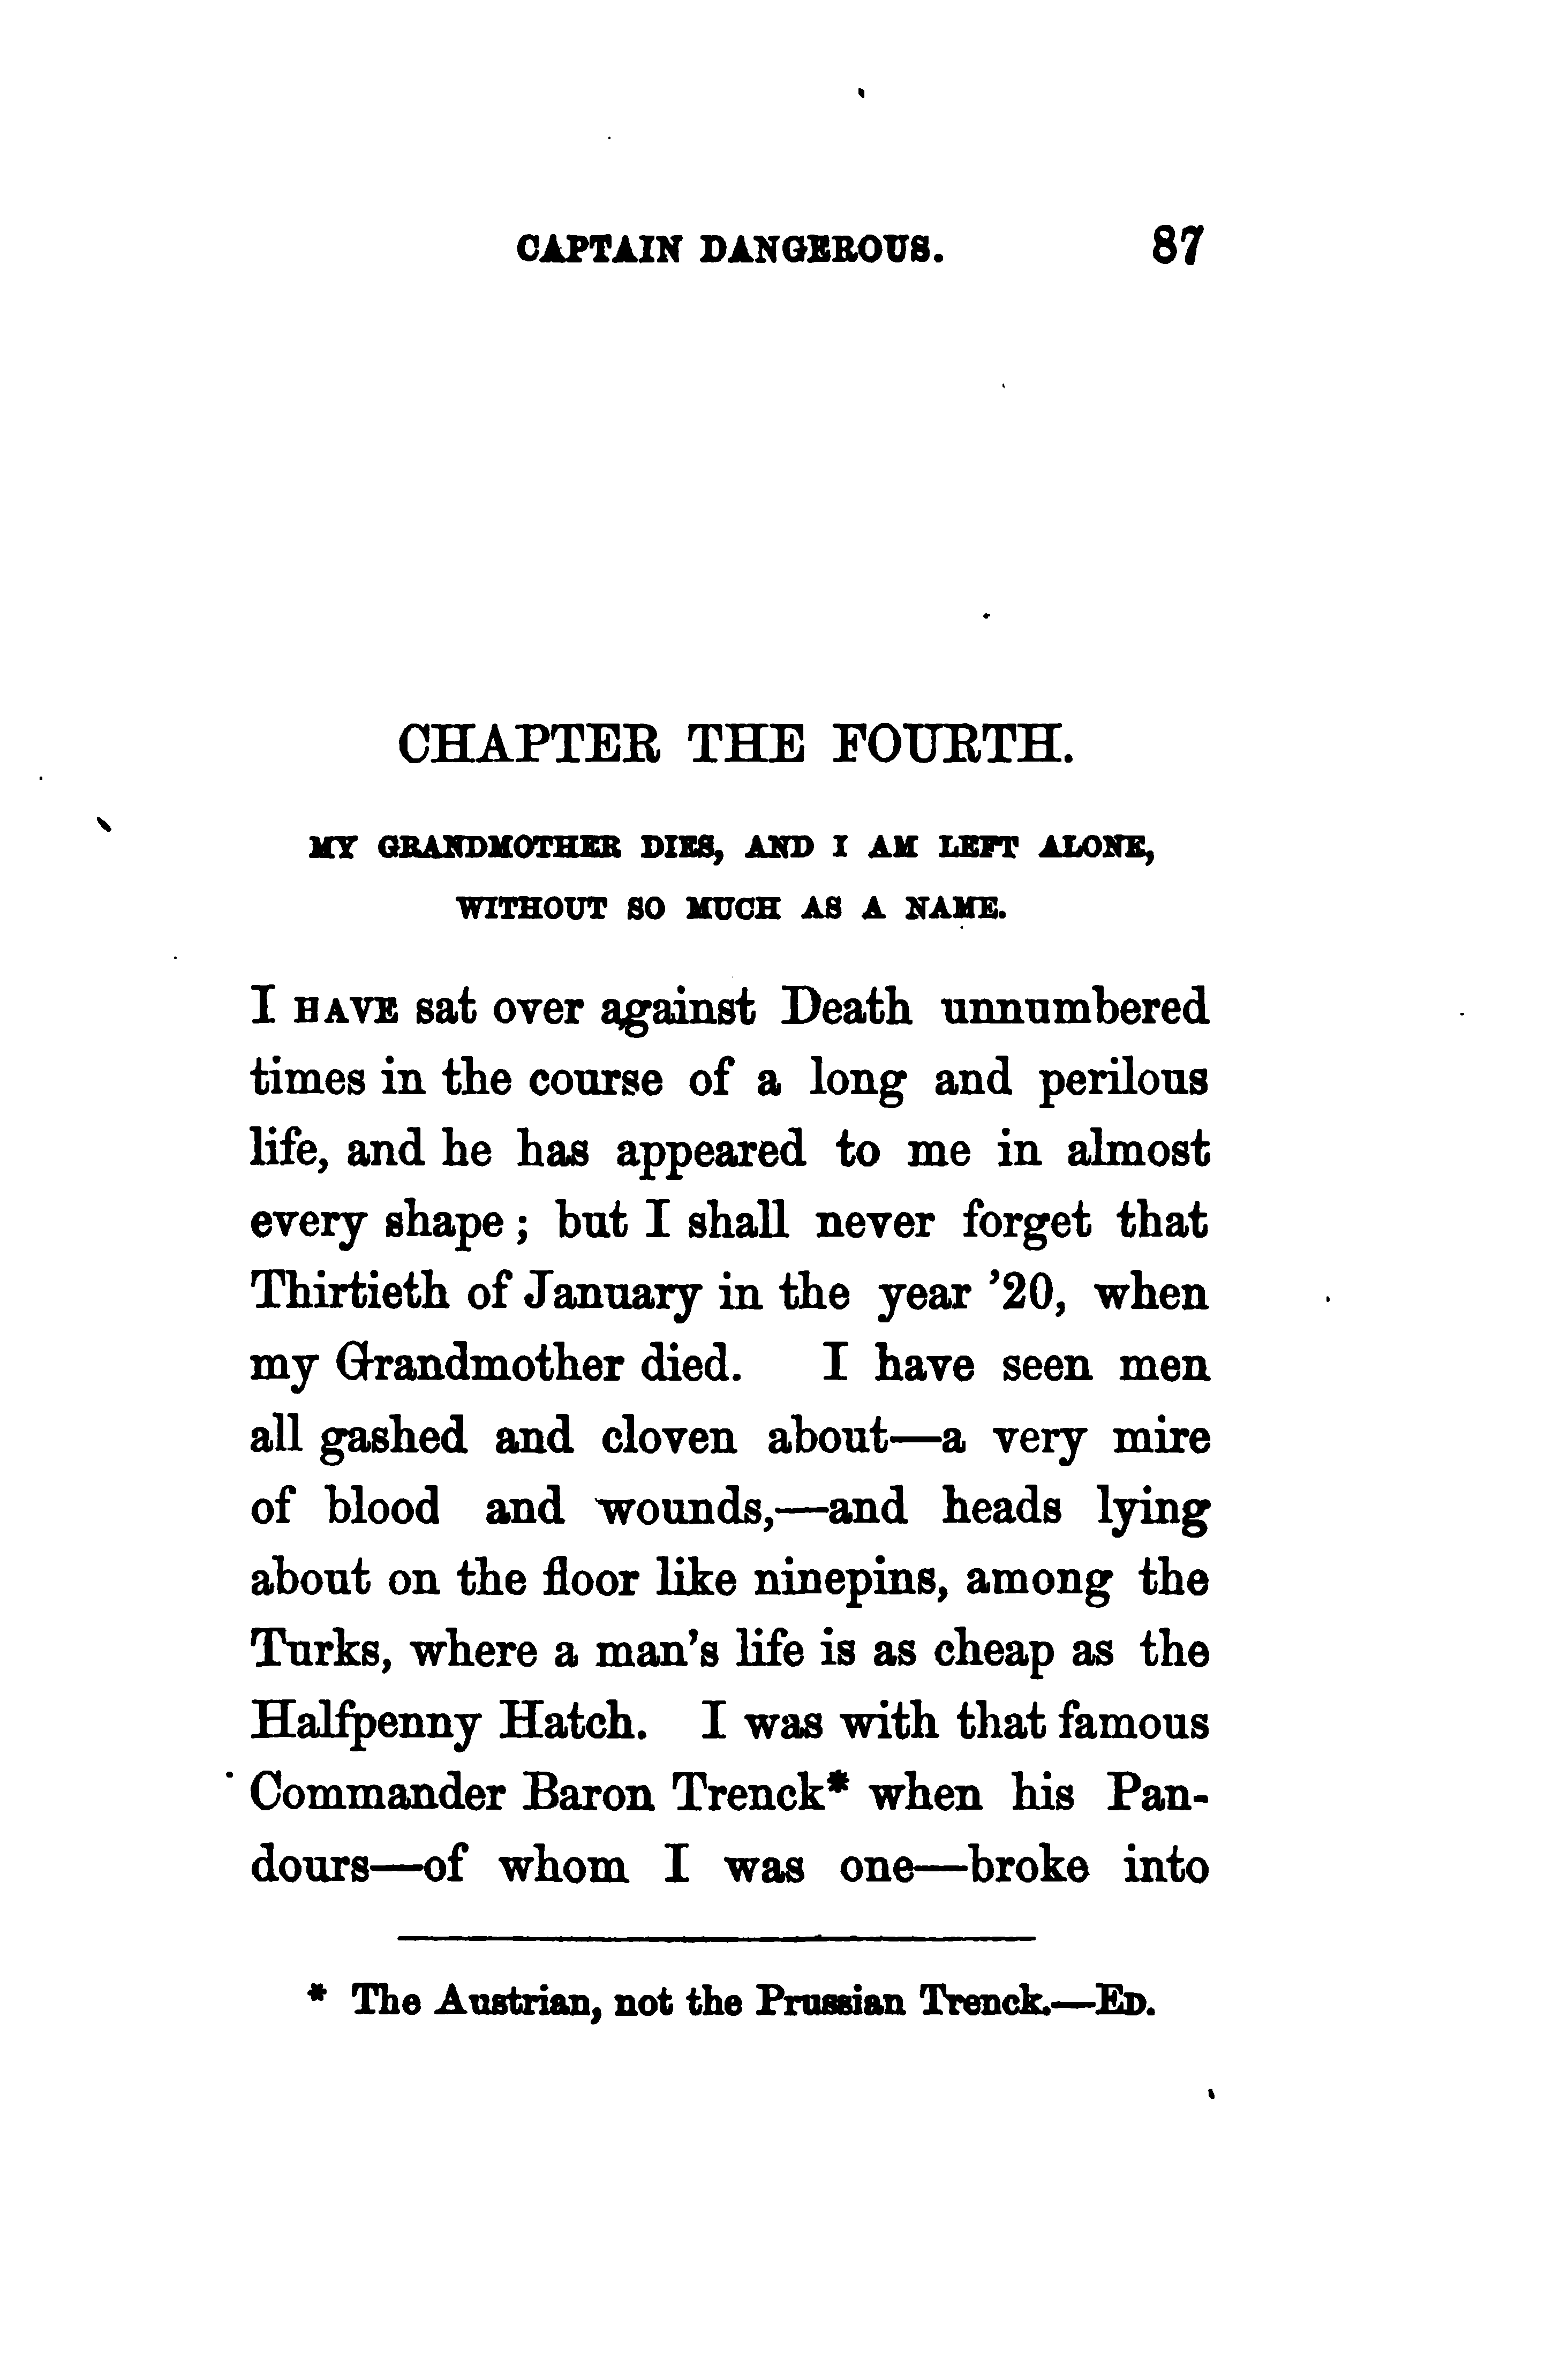 CAPTAIN DANGEROUS. 87
CHAPTER THE FOURTH.
MY GRANDMOTHER DIES, AND I AM LEFT ALONE,
WITHOUT SO MUCH AS A NAME.
I HAVE sat over against Death unnumbered
times in the course of a long and perilous
life, and he has appeared to me in almost
every shape; but I shall never forget that
Thirtieth of January in the year '20, when
my Grandmother died. I have seen men
all gashed and cloven about—a very mire
of blood and wounds,—and heads lying
about on the floor like ninepins, among the
Turks, where a man's life is as cheap as the
Halfpenny Hatch. I was with that famous
Commander Baron Trenck* when his Pan-
dours—of whom I was one—broke into
* The Austrian, not the Prussian Trenck.—ED.